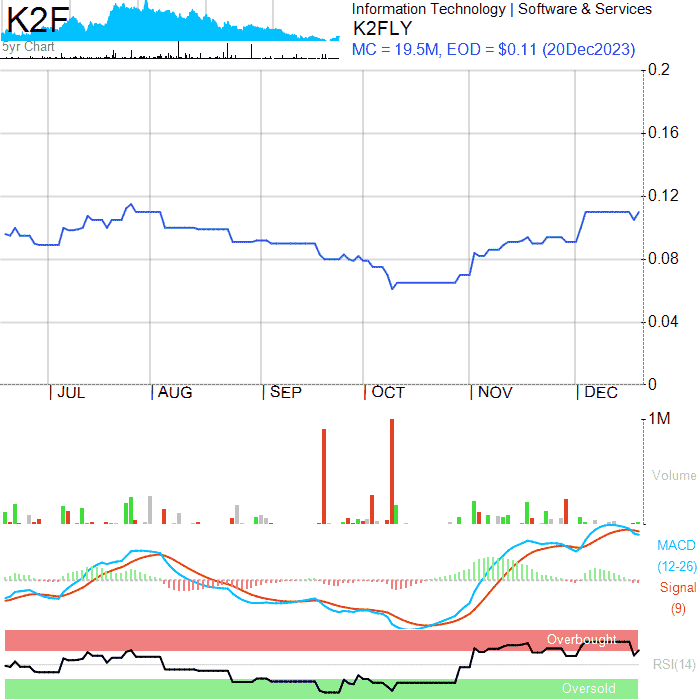 K2F
5yr Chart
Information Technology | Software & Services
K2FLY
MC = 19.5M, EOD = $0.11 (20Dec2023)
0.2
0.16
0.12
0.08
0.04
0
JUL
AUG
SEP
OCT
NOV
DEC
1M
Volume
MACD
(12-26)
Signal
(9)
Overbought
RSI(14)
Oversold